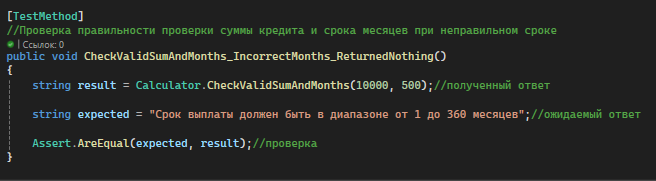 [TestMethod]
//Проверка правильности проверки суммы кредита и срока месяцев при неправильном сроке
| Ссылок: 0
public void CheckValidSumAndMonths_IncorrectMonths_ReturnedNothing()
{
string result = Calculator.CheckValidSumAndMonths(10000, 500);//полученный ответ
string expected = "Срок выплаты должен быть в диапазоне от 1 до 360 месяцев";//ожидаемый ответ
Assert.AreEqual(expected, result);//проверка
}